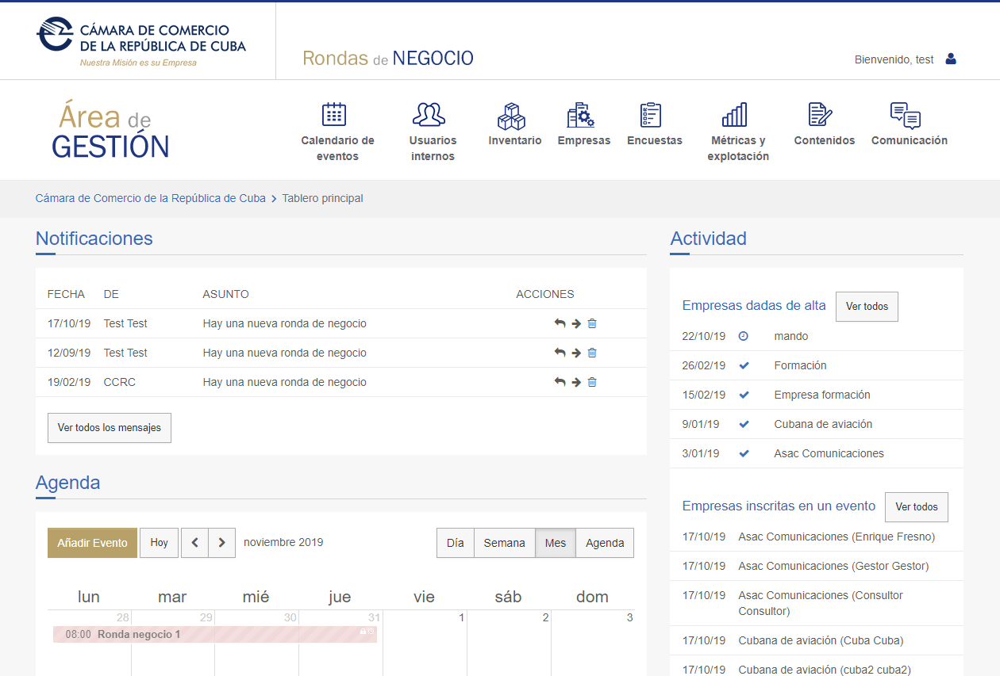 CÁMARA DE COMERCIO
DE LA REPÚBLICA DE CUBA
Nuestra Misión es su Empresa
Rondas de NEGOCIO
Bienvenido, test
Área de
GESTIÓN
Calendario de
eventos
Usuarios
internos
Inventario
Empresas
Encuestas
Métricas y
explotación
Contenidos
Comunicación
Cámara de Comercio de la República de Cuba
Tablero principal
Notificaciones
FECHA DE ASUNTO ACCIONES
17/10/19 Test Test Hay una nueva ronda de negocio
12/09/19 Test Test Hay una nueva ronda de negocio
19/02/19 CCRC Hay una nueva ronda de negocio
Ver todos los mensajes
Agenda
Añadir Evento Hoy noviembre 2019 Día Semana Mes Agenda
lun mar mié jue vie sáb dom
28 29 30 31 1 2 3
08:00 Ronda negocio 1
Actividad
Empresas dadas de alta Ver todos
22/10/19 mando
26/02/19 Formación
15/02/19 Empresa formación
9/01/19 Cubana de aviación
3/01/19 Asac Comunicaciones
Empresas inscritas en un evento Ver todos
17/10/19 Asac Comunicaciones (Enrique Fresno)
17/10/19 Asac Comunicaciones (Gestor Gestor)
17/10/19 Asac Comunicaciones (Consultor
Consultor)
17/10/19 Cubana de aviación (Cuba Cuba)
17/10/19 Cubana de aviación (cuba2 cuba2)